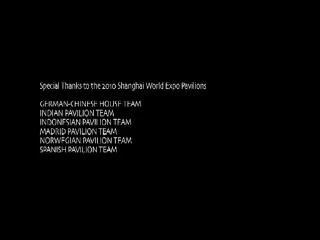 Special Thanks to the 2010 Shanghai World Expo Pavilions
GERMAN-CHINESE HOUSE TEAM
INDIAN PAVILION TEAM
INDONESIAN PAVILION TEAM
MADRID PAVILION TEAM
NORWEGIAN PAVILION TEAM
SPANISH PAVILION TEAM